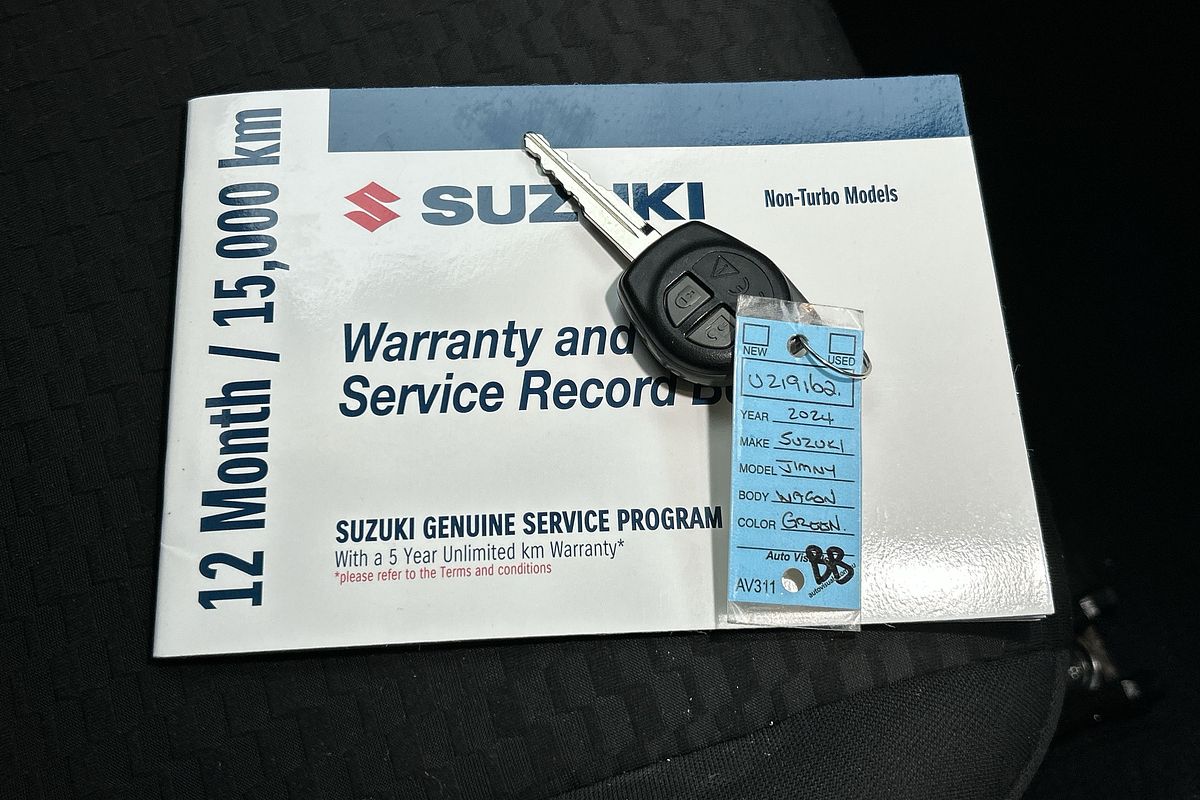 12 Month / 15,000 km
SUZUKI
Non-Turbo Models
Warranty and
Service Record
SUZUKI GENUINE SERVICE PROGRAM
With a 5 Year Unlimited km Warranty*
*please refer to the Terms and conditions
NEW USED
U219162.
YEAR 2024
MAKE SUZUKI
MODEL JIMNY
BODY WAGON
COLOR GREEN.
Auto
BB
AV311